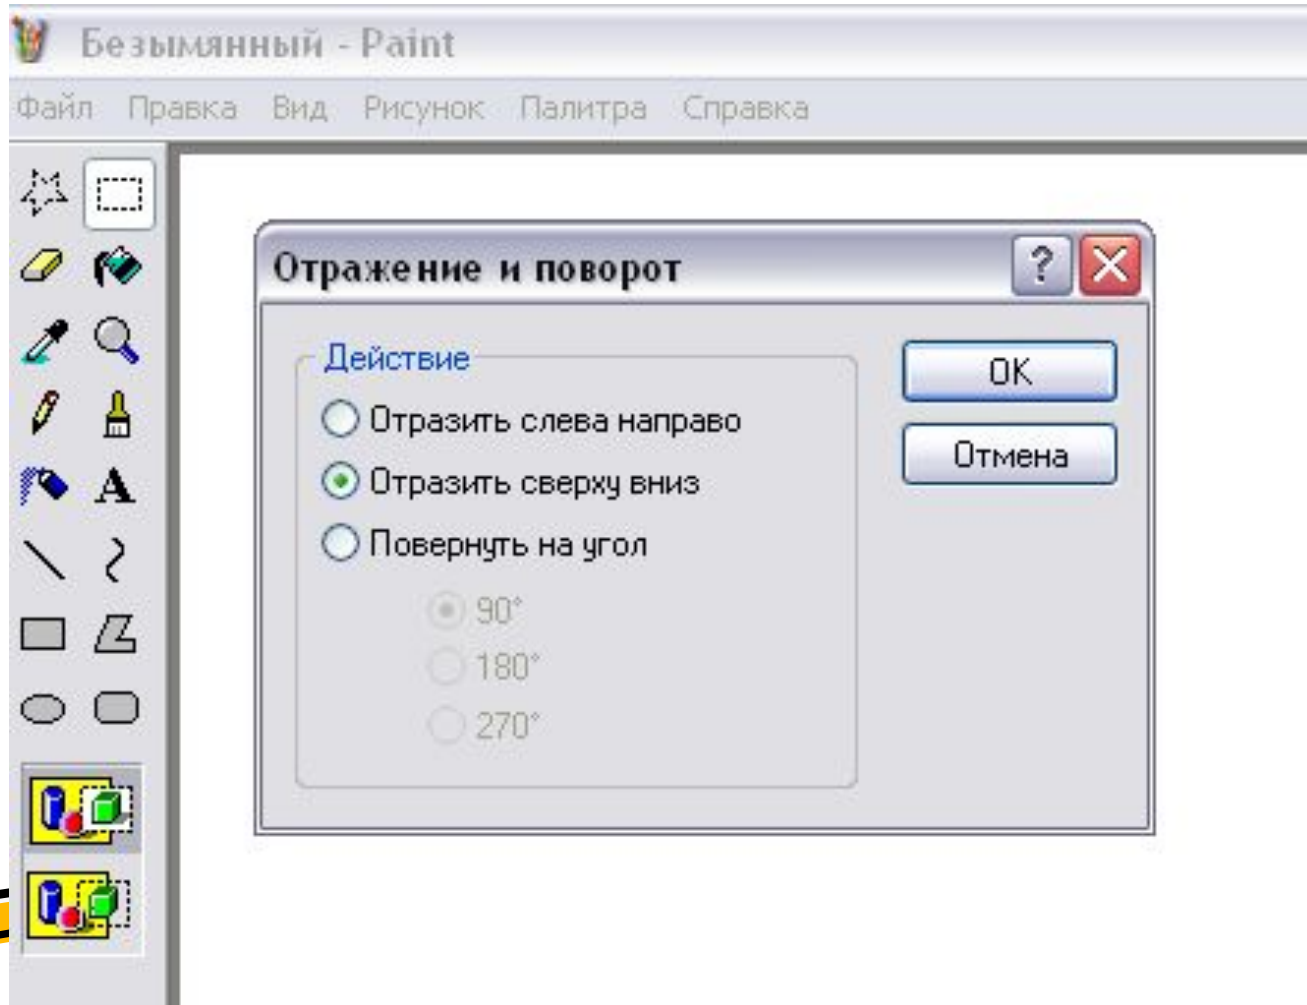 Безымянный - Paint
Файл Правка Вид Рисунок Палитра Справка
Отражение и поворот ?
Действие
Отразить слева направо
Отразить сверху вниз
Повернуть на угол
90°
180°
270°
OK
Отмена
A